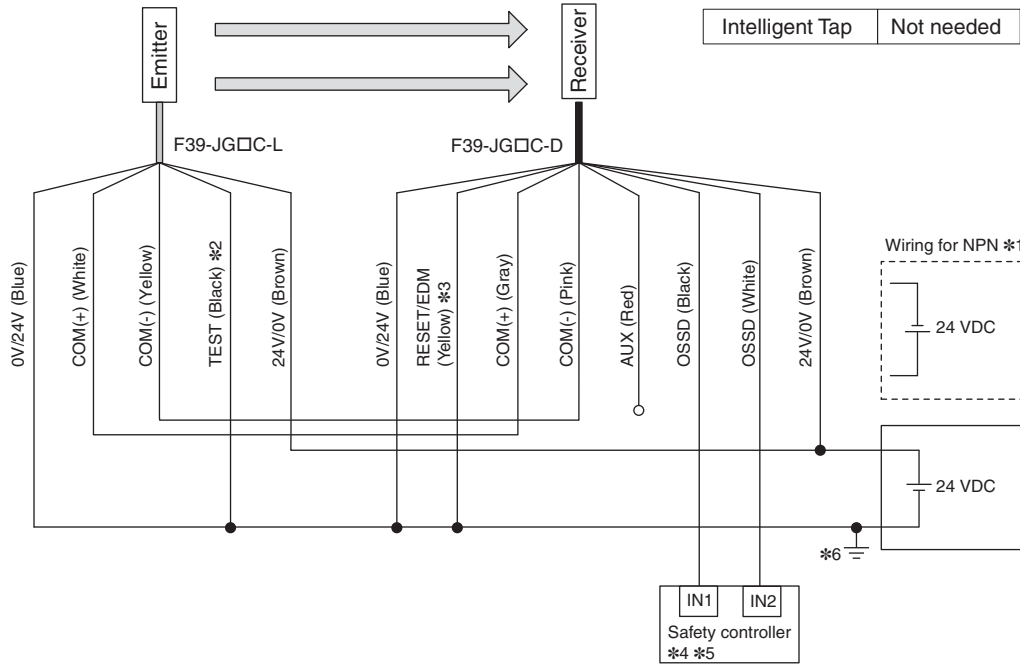 Intelligent Tap Not needed
Emitter
Receiver
F39-JG□C-L
F39-JG□C-D
0V/24V (Blue)
COM(+) (White)
COM(-) (Yellow)
TEST (Black) ✱2
24V/0V (Brown)
0V/24V (Blue)
RESET/EDM
(Yellow) ✱3
COM(+) (Gray)
COM(-) (Pink)
AUX (Red)
OSSD (Black)
OSSD (White)
24V/0V (Brown)
Wiring for NPN ✱1
24 VDC
24 VDC
✱6
IN1 IN2
Safety controller
✱4 ✱5